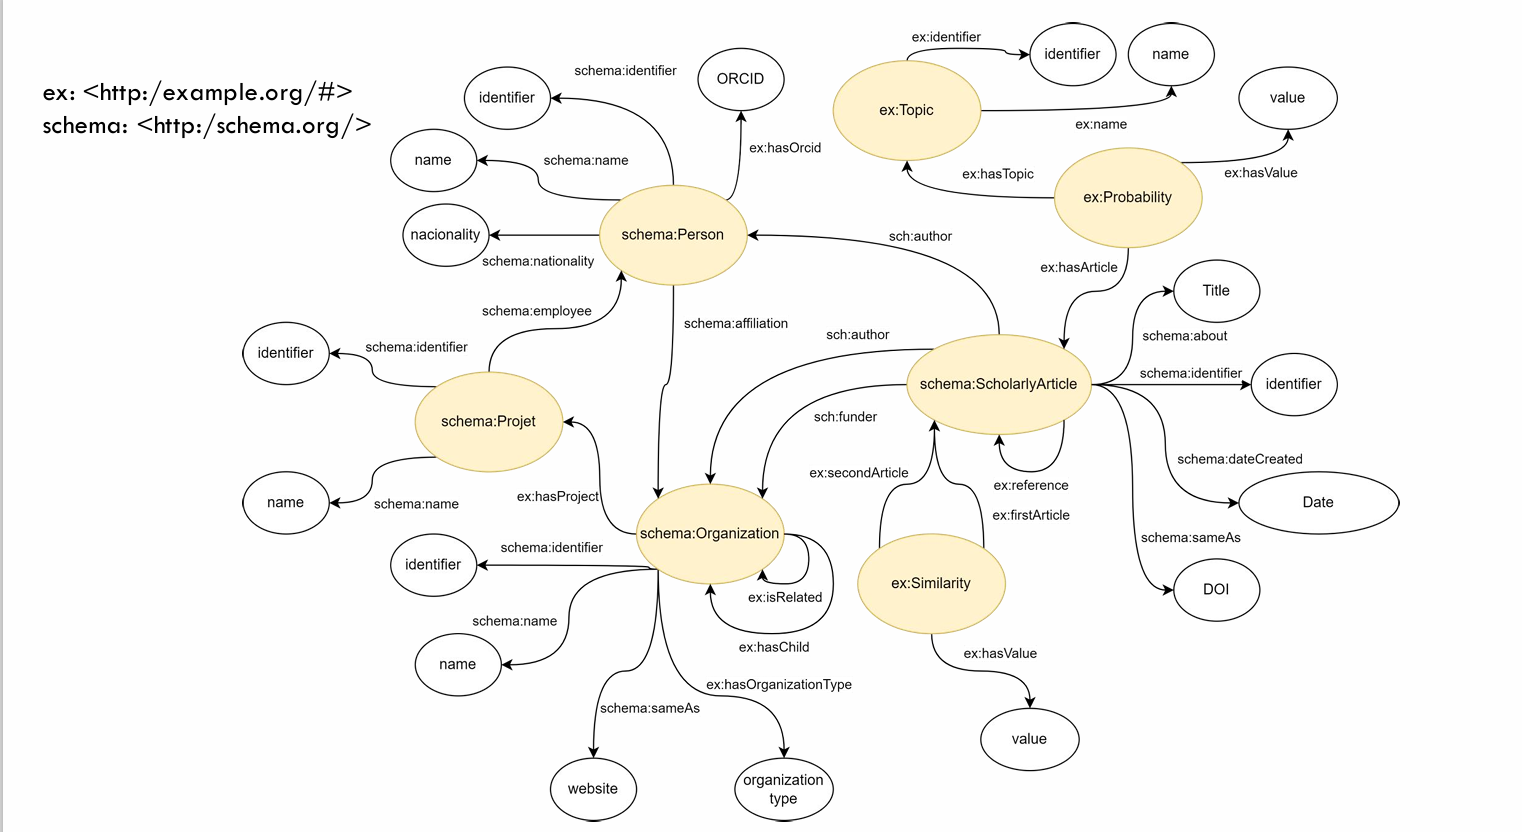 ex: <http:/example.org/#>
schema: <http:/schema.org/>
schema:identifier
identifier
ORCID
ex:hasOrcid
name
schema:name
nacionality
schema:nationality
schema:Person
schema:employee
schema:affiliation
identifier
schema:identifier
schema:Projet
name
schema:name
ex:hasProject
ex:identifier
identifier
name
ex:Topic
ex:name
value
ex:hasTopic
ex:Probability
ex:hasValue
sch:author
ex:hasArticle
Title
schema:about
sch:author
schema:ScholarlyArticle
schema:identifier
identifier
sch:funder
schema:dateCreated
Date
ex:secondArticle
ex:reference
ex:firstArticle
schema:sameAs
DOI
schema:Organization
schema:identifier
identifier
ex:isRelated
ex:Similarity
schema:name
name
ex:hasChild
ex:hasValue
value
ex:hasOrganizationType
schema:sameAs
website
organization
type